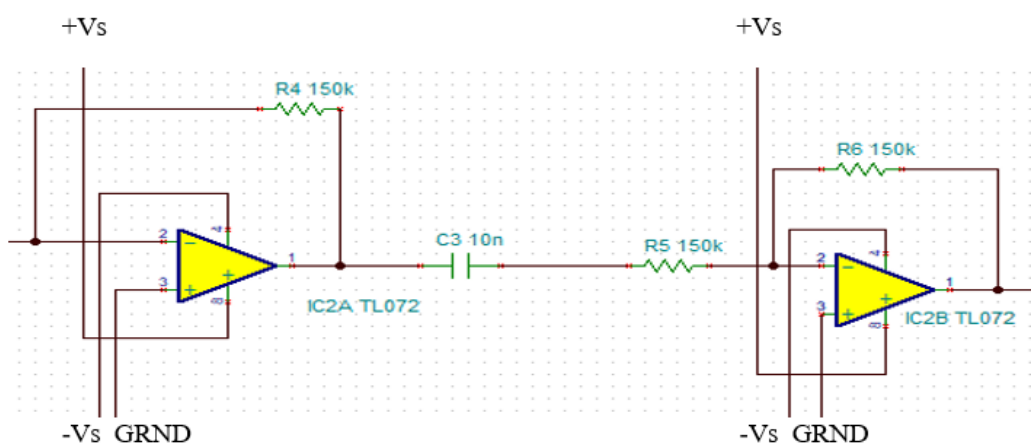 +Vs +Vs
R4 150k
R6 150k
4
2
−
C3 10n
R5 150k
4
1
2
−
3
+
+
1
8
IC2A TL072
3
+
+
8
IC2B TL072
-Vs GRND -Vs GRND